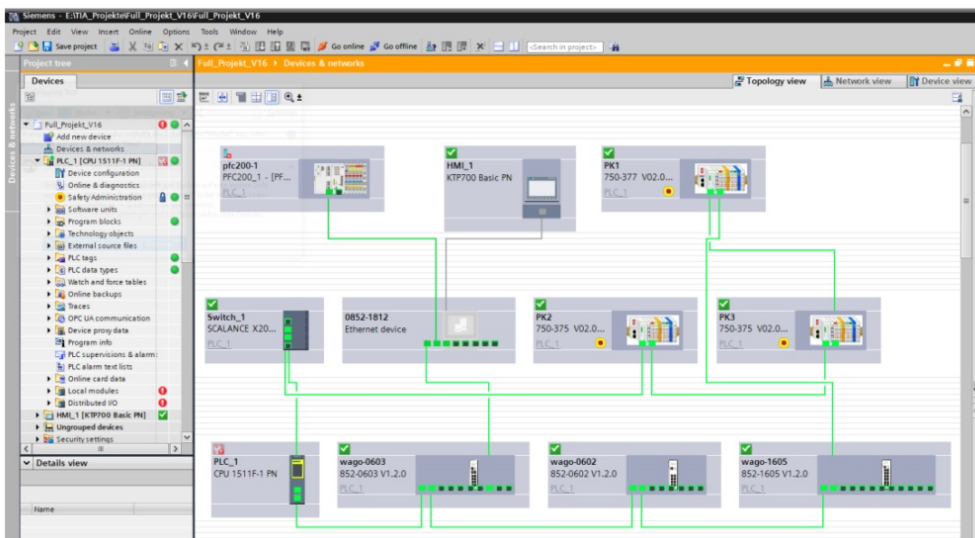 Siemens - E:\TIA_Projekte\Full_Projekt_V16\Full_Projekt_V16
Project Edit View Insert Online Options Tools Window Help
Save project Go online Go offline <Search in project>
Project tree
Full_Projekt_V16 ▸ Devices & networks
Devices
Topology view Network view Device view
Devices & networks
Full_Projekt_V16
Add new device
Devices & networks
PLC_1 [CPU 1511F-1 PN]
Device configuration
Online & diagnostics
Safety Administration
Software units
Program blocks
Technology objects
External source files
PLC tags
PLC data types
Watch and force tables
Online backups
Traces
OPC UA communication
Device proxy data
Program info
PLC supervisions & alarm:
PLC alarm text lists
Online card data
Local modules
Distributed I/O
HMI_1 [KTP700 Basic PN]
Ungrouped devices
Security settings
Details view
Name
pfc200-1
PFC200_1 - [PF...
PLC_1
HMI_1
KTP700 Basic PN
PK1
750-377 V02.0...
PLC_1
Switch_1
SCALANCE X20...
PLC_1
0852-1812
Ethernet device
PK2
750-375 V02.0...
PLC_1
PK3
750-375 V02.0...
PLC_1
PLC_1
CPU 1511F-1 PN
wago-0603
852-0603 V1.2.0
PLC_1
wago-0602
852-0602 V1.2.0
PLC_1
wago-1605
852-1605 V1.2.0
PLC_1